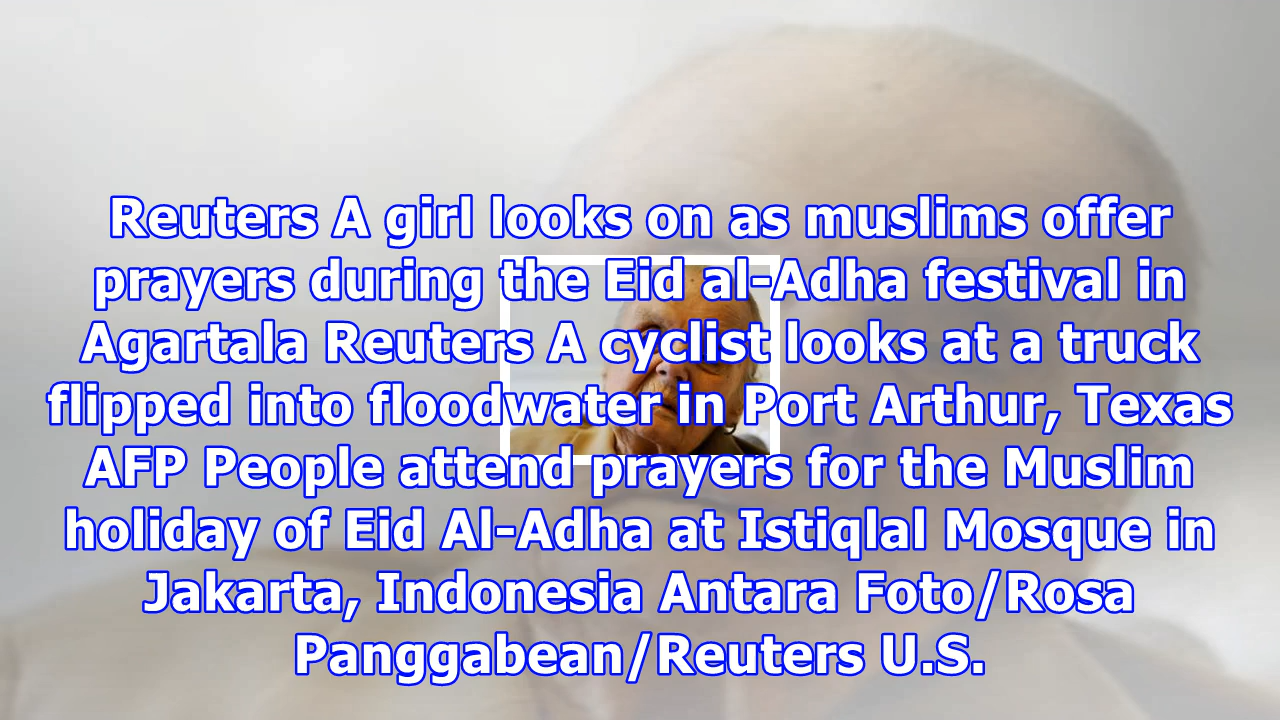 Reuters A girl looks on as muslims offer
prayers during the Eid al-Adha festival in
Agartala Reuters A cyclist looks at a truck
flipped into floodwater in Port Arthur, Texas
AFP People attend prayers for the Muslim
holiday of Eid Al-Adha at Istiqlal Mosque in
Jakarta, Indonesia Antara Foto/Rosa
Panggabean/Reuters U.S.